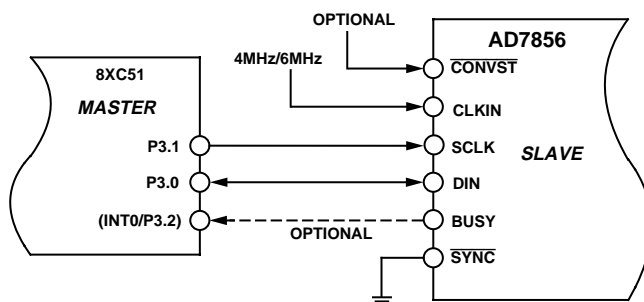 OPTIONAL
AD7856
4MHz/6MHz
8XC51
MASTER
CONVST
CLKIN
P3.1
SCLK
SLAVE
P3.0
DIN
(INT0/P3.2)
BUSY
OPTIONAL
SYNC